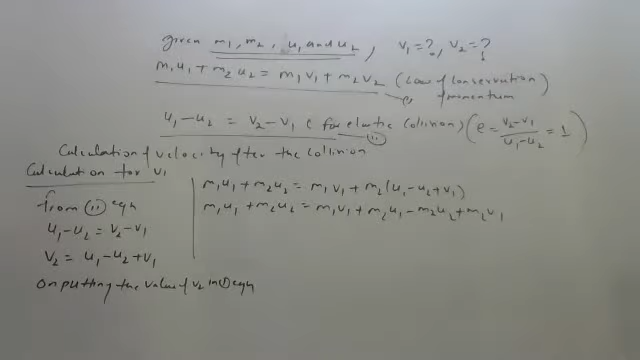 given m1, m2, u1 and u2, v1 = ?, v2 = ?
m1u1 + m2u2 = m1v1 + m2v2 (Law of conservation) of momentum
u1 - u2 = v2 - v1 (for elastic collision) (e = v2-v1/u1-u2 = 1)
(ii)
Calculation of velocity after the collision
Calculation for v1
from (ii) eqn
u1 - u2 = v2 - v1
v2 = u1 - u2 + v1
On putting the value of v2 in (i) eqn
m1u1 + m2u2 = m1v1 + m2(u1 - u2 + v1)
m1u1 + m2u2 = m1v1 + m2u1 - m2u2 + m2v1